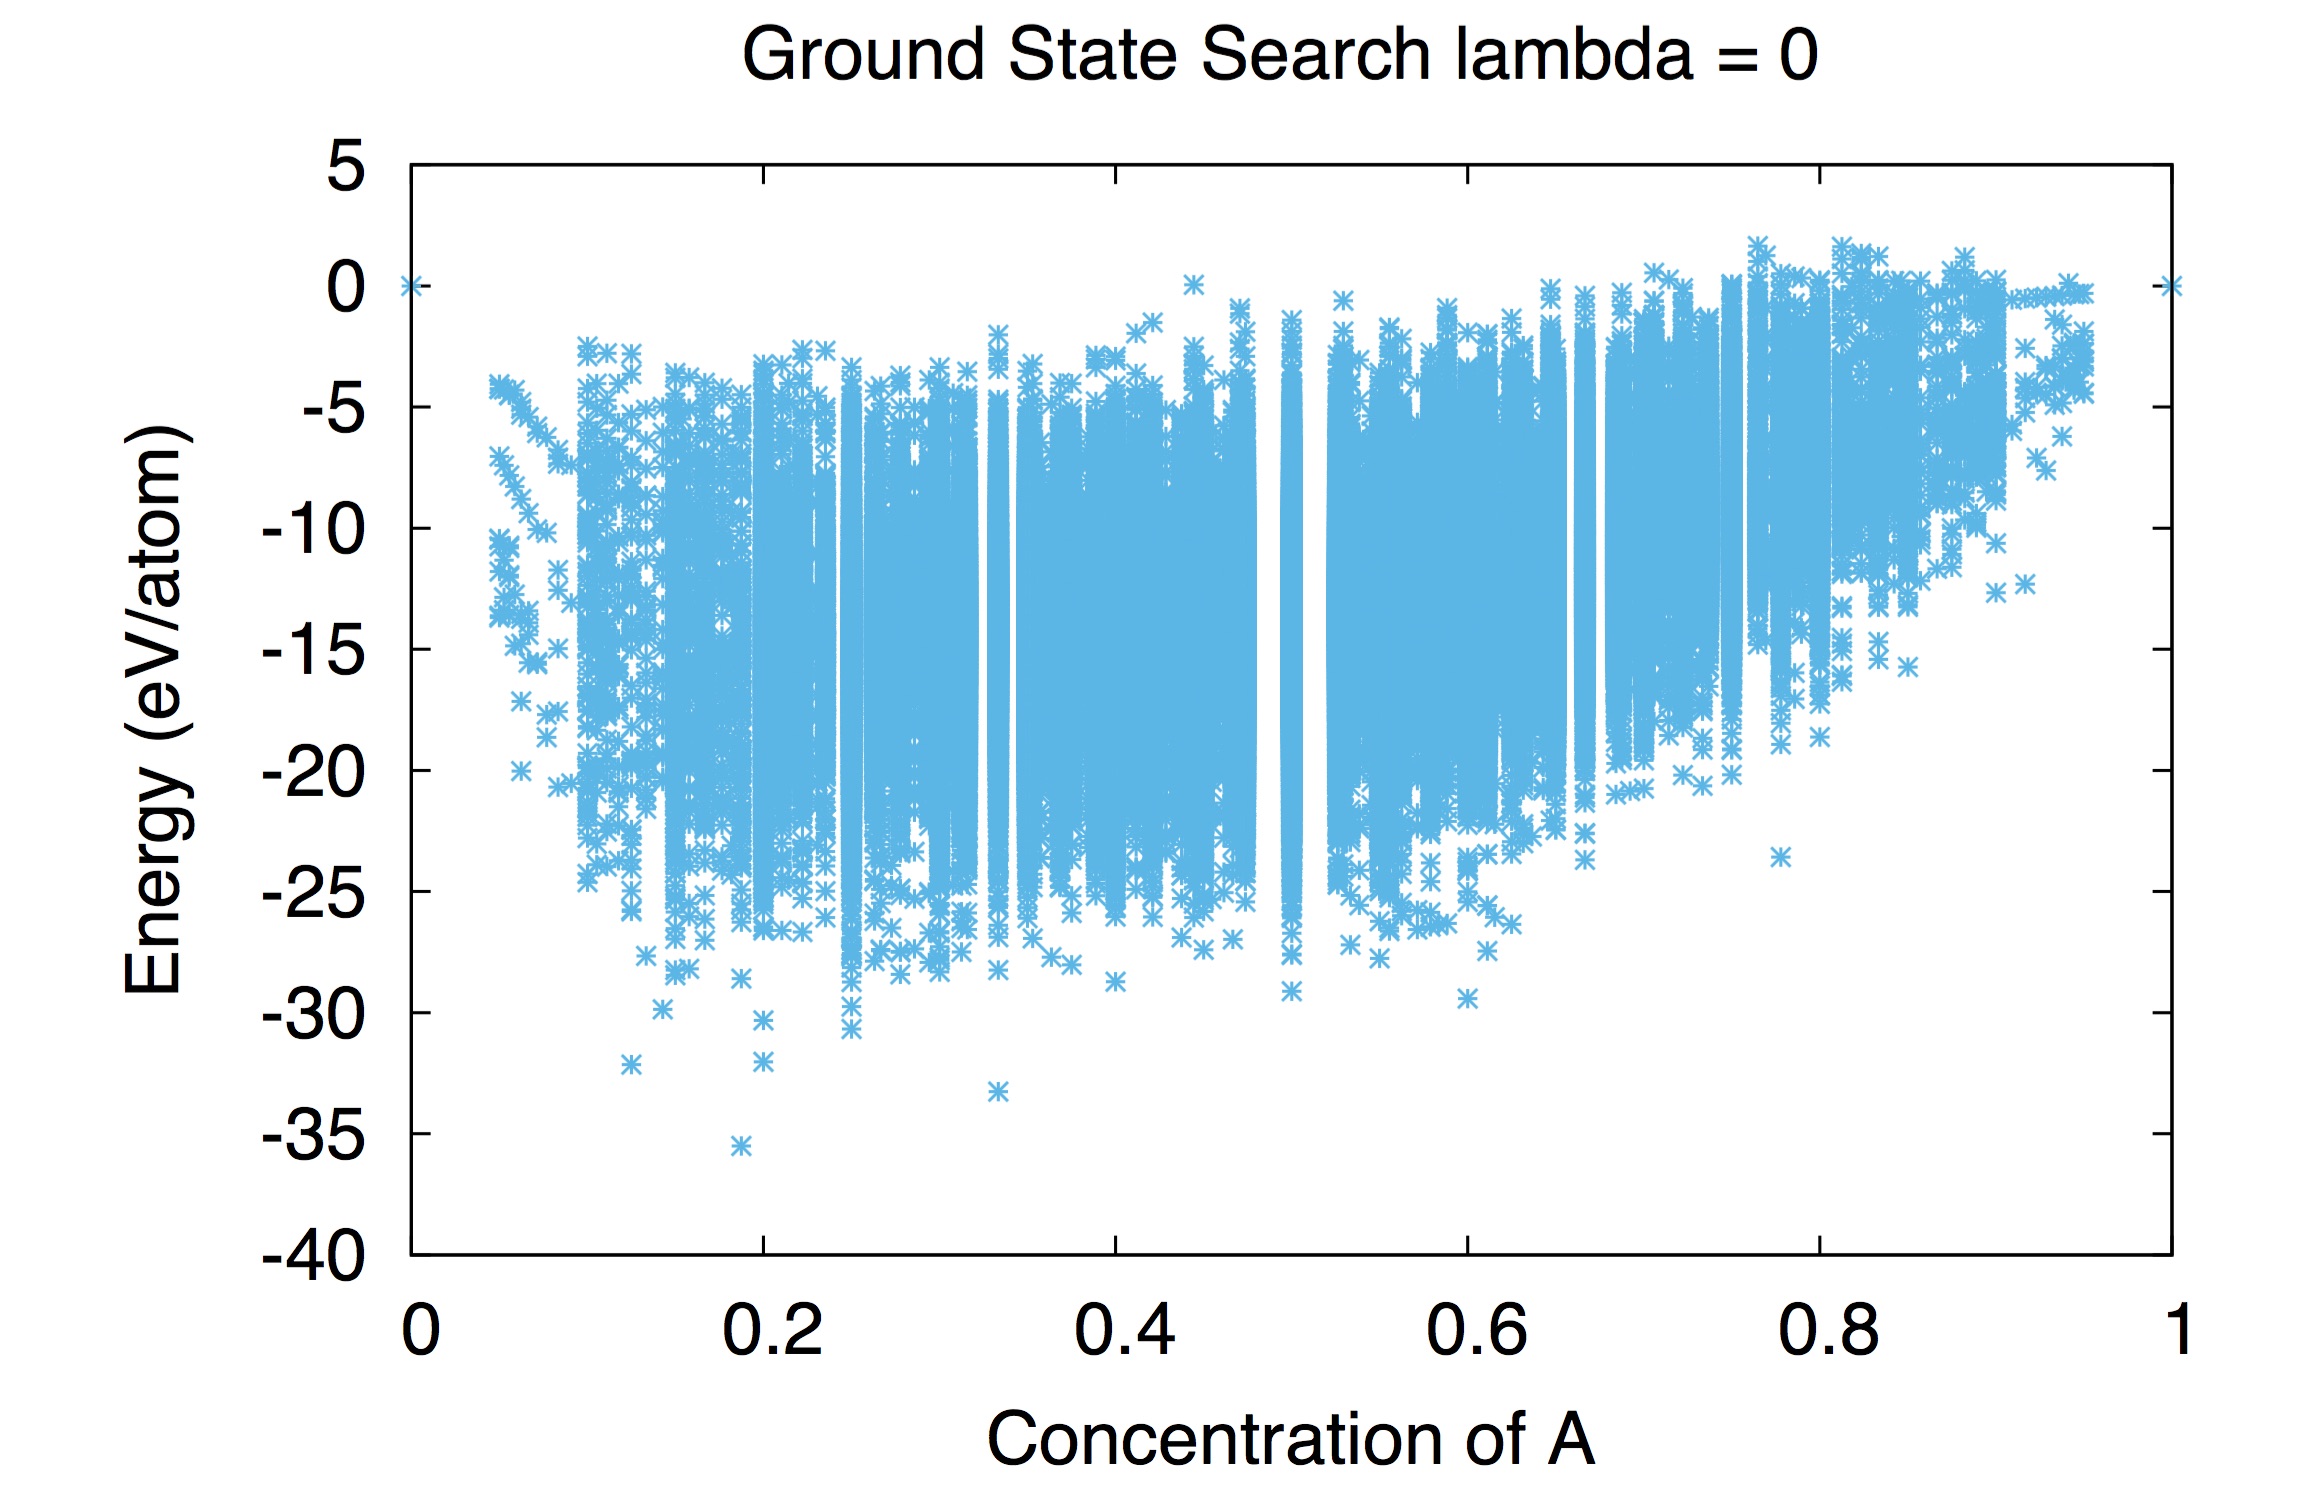 Ground State Search lambda = 0
5
0
-5
-10
-15
-20
-25
-30
-35
-40
Energy (eV/atom)
0 0.2 0.4 0.6 0.8 1
Concentration of A